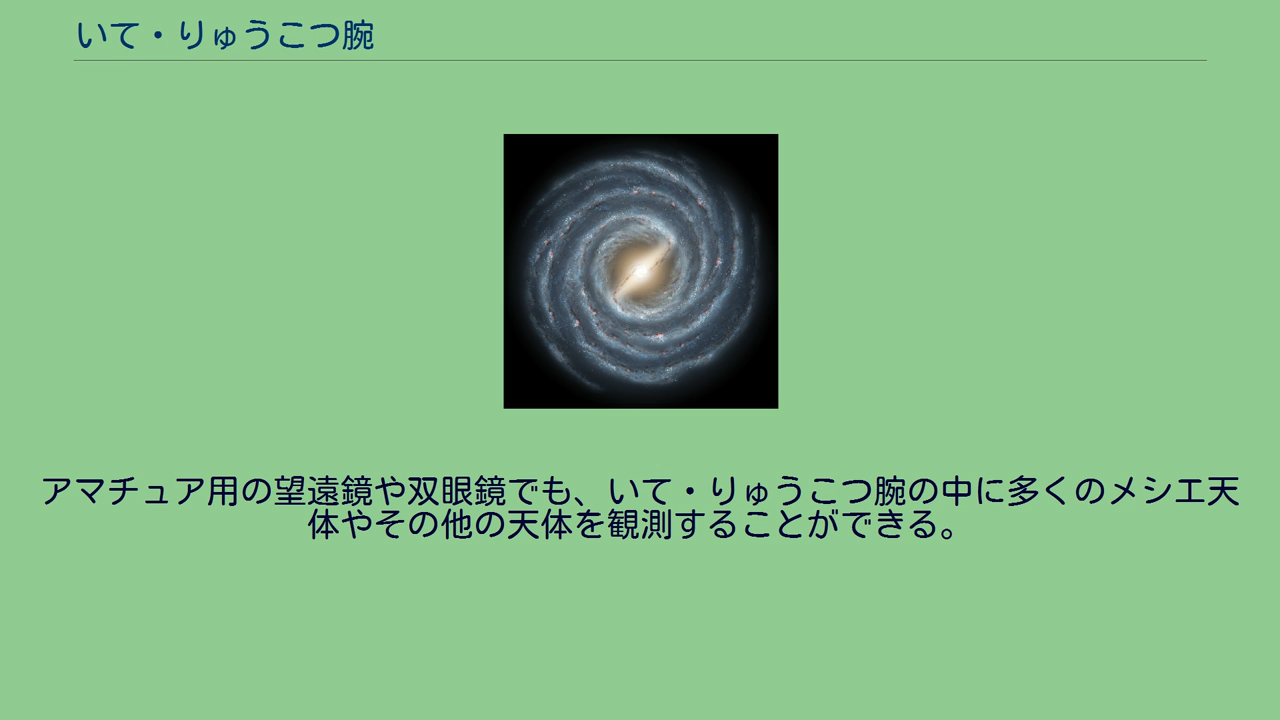 いて・りゅうこつ腕
アマチュア用の望遠鏡や双眼鏡でも、いて・りゅうこつ腕の中に多くのメシエ天
体やその他の天体を観測することができる。